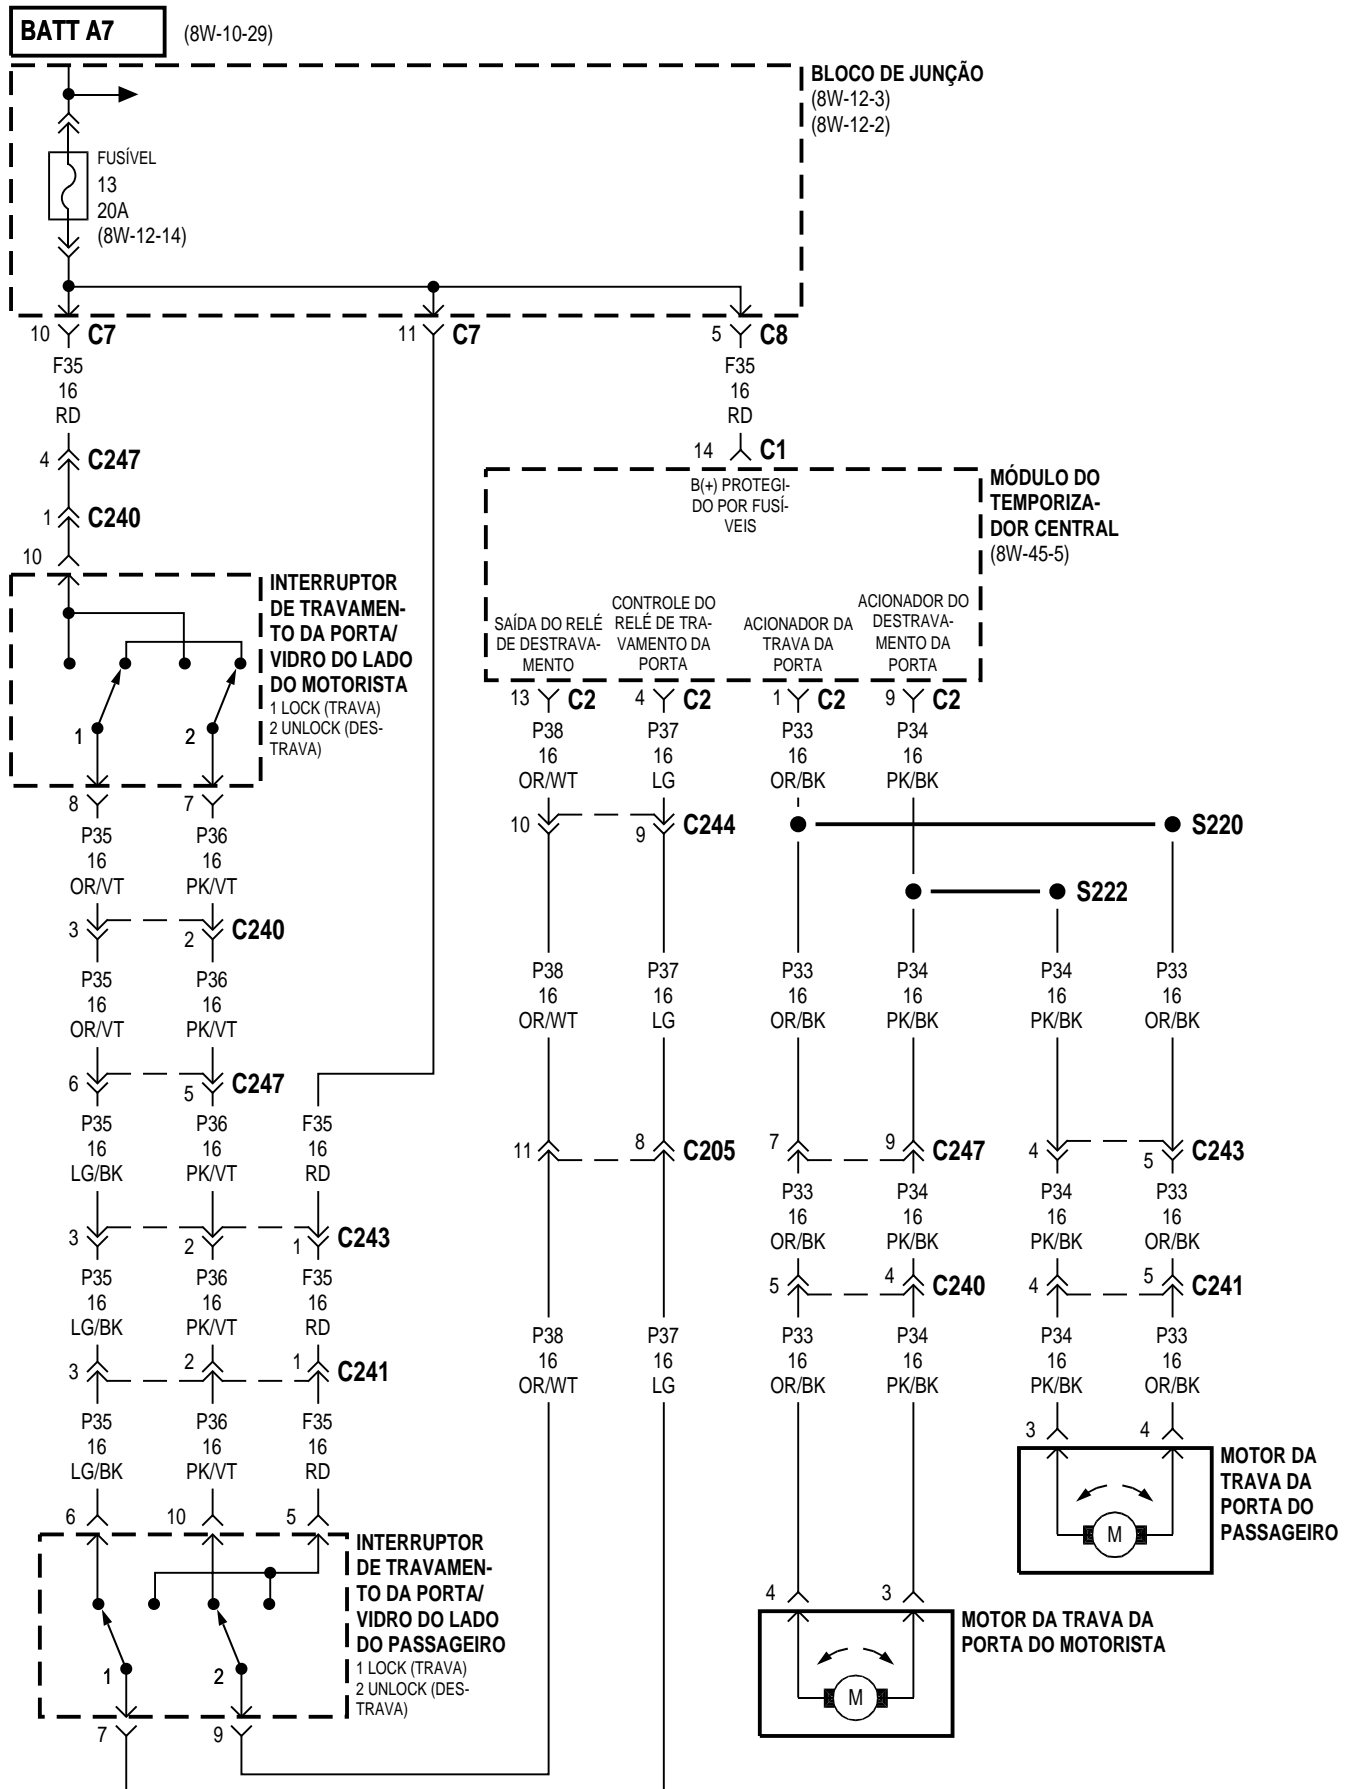 BATT A7 (8W-10-29)
BLOCO DE JUNÇÃO
(8W-12-3)
(8W-12-2)
FUSÍVEL
13
20A
(8W-12-14)
10 C7 11 C7 5 C8
F35 F35
16 16
RD RD
4 C247 14 C1
1 C240
10
B(+) PROTEGI-
DO POR FUSÍ-
VEIS
MÓDULO DO
TEMPORIZA-
DOR CENTRAL
(8W-45-5)
INTERRUPTOR
DE TRAVAMEN-
TO DA PORTA/
VIDRO DO LADO
DO MOTORISTA
1 LOCK (TRAVA)
2 UNLOCK (DES-
TRAVA)
1 2
SAÍDA DO RELÉ
DE DESTRAVA-
MENTO
CONTROLE DO
RELÉ DE TRA-
VAMENTO DA
PORTA
ACIONADOR DA
TRAVA DA
PORTA
ACIONADOR DO
DESTRAVA-
MENTO DA
PORTA
13 C2 4 C2 1 C2 9 C2
P38 P37 P33 P34
16 16 16 16
OR/WT LG OR/BK PK/BK
8 7
P35 P36
16 16
OR/VT PK/VT
10 9 C244 S220
S222
3 2 C240
P35 P36
16 16
OR/VT PK/VT
P38 P37 P33 P34 P34 P33
16 16 16 16 16 16
OR/WT LG OR/BK PK/BK PK/BK OR/BK
6 5 C247
P35 P36 F35
16 16 16
LG/BK PK/VT RD
11 8 C205 7 9 C247 4 5 C243
P33 P34 P34 P33
16 16 16 16
OR/BK PK/BK PK/BK OR/BK
3 2 1 C243
P35 P36 F35
16 16 16
LG/BK PK/VT RD
5 4 C240 4 5 C241
P38 P37 P33 P34 P34 P33
16 16 16 16 16 16
OR/WT LG OR/BK PK/BK PK/BK OR/BK
3 2 1 C241
P35 P36 F35
16 16 16
LG/BK PK/VT RD
3 4
MOTOR DA
TRAVA DA
PORTA DO
PASSAGEIRO
M
6 10 5
INTERRUPTOR
DE TRAVAMEN-
TO DA PORTA/
VIDRO DO LADO
DO PASSAGEIRO
1 LOCK (TRAVA)
2 UNLOCK (DES-
TRAVA)
1 2
4 3
MOTOR DA TRAVA DA
PORTA DO MOTORISTA
M
7 9